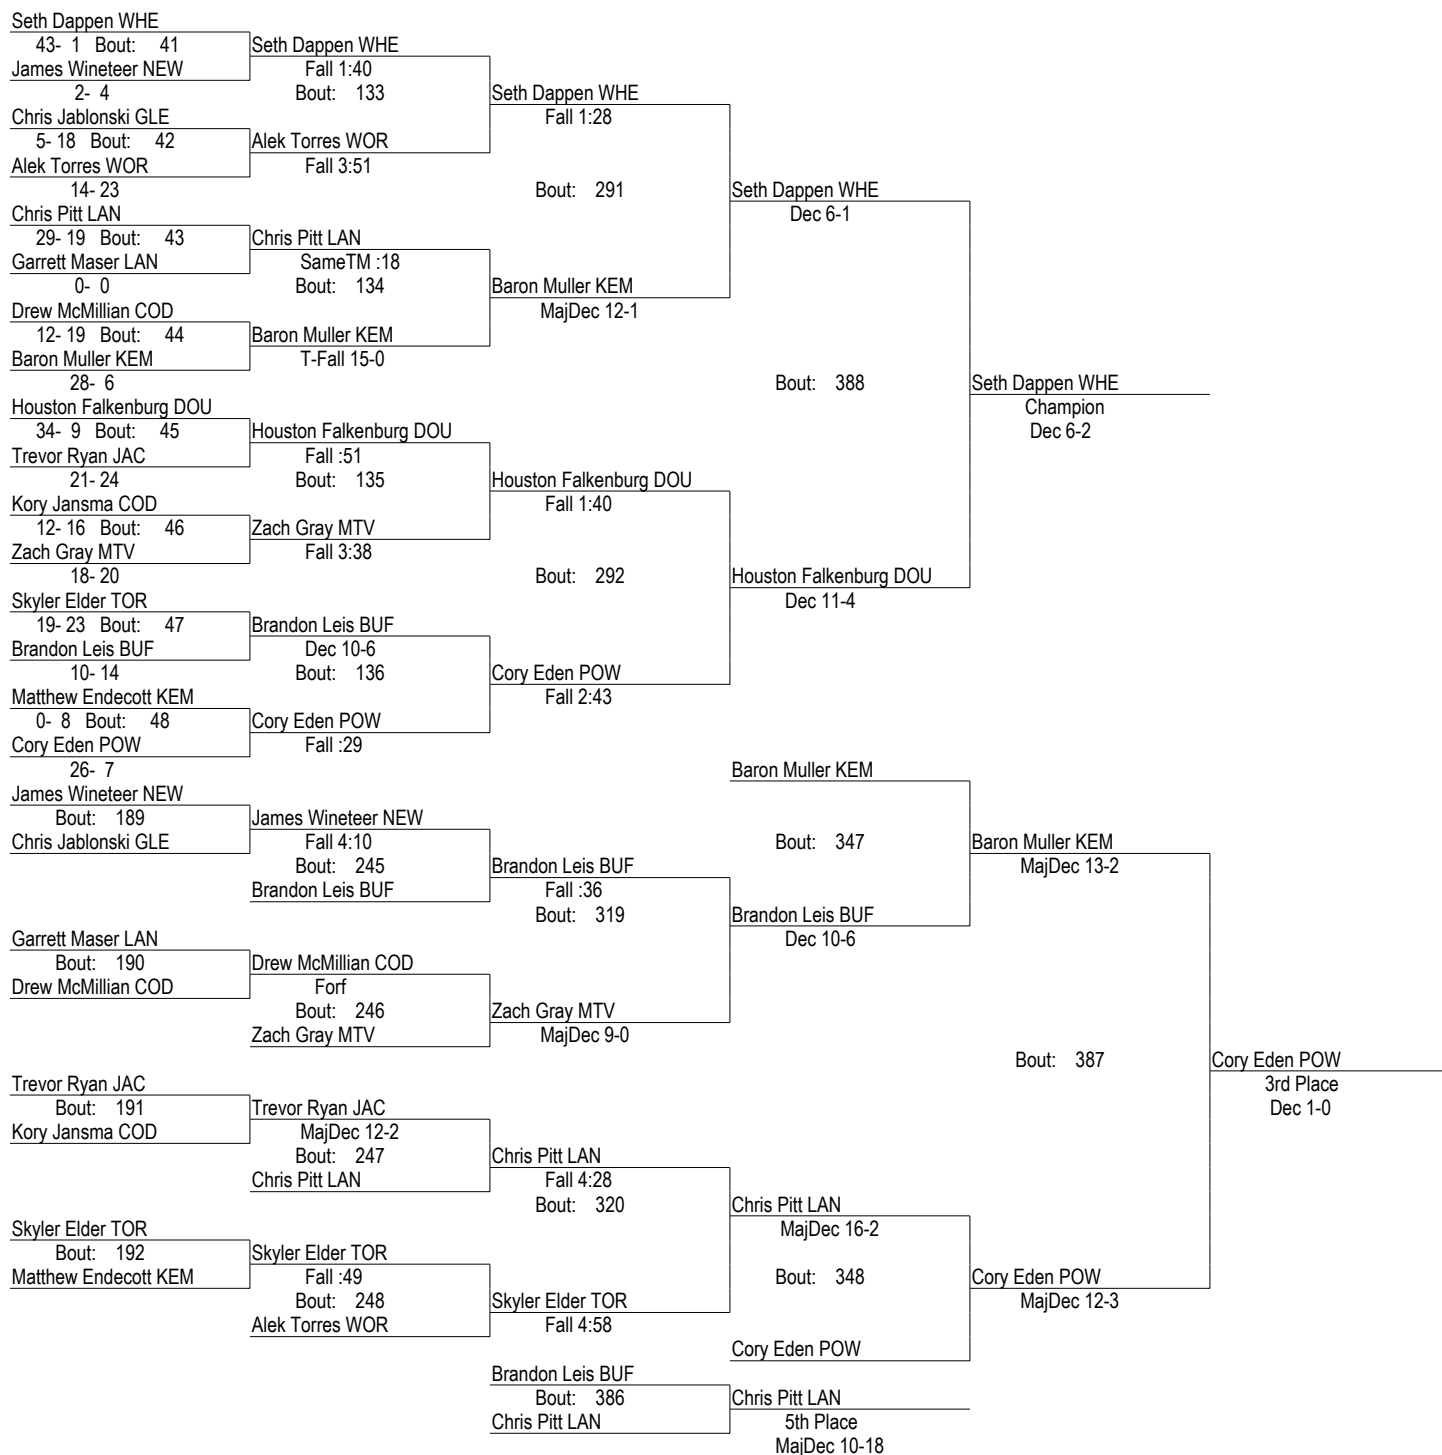 Seth Dappen WHE
43- 1 Bout: 41
Seth Dappen WHE
James Wineteer NEW
Fall 1:40
2- 4
Bout: 133
Seth Dappen WHE
Chris Jablonski GLE
Fall 1:28
5- 18 Bout: 42
Alek Torres WOR
Alek Torres WOR
Fall 3:51
14- 23
Bout: 291
Seth Dappen WHE
Chris Pitt LAN
Dec 6-1
29- 19 Bout: 43
Chris Pitt LAN
Garrett Maser LAN
SameTM :18
0- 0
Bout: 134
Baron Muller KEM
Drew McMillian COD
MajDec 12-1
12- 19 Bout: 44
Baron Muller KEM
Baron Muller KEM
T-Fall 15-0
28- 6
Bout: 388
Seth Dappen WHE
Houston Falkenburg DOU
Champion
34- 9 Bout: 45
Houston Falkenburg DOU
Dec 6-2
Trevor Ryan JAC
Fall :51
21- 24
Bout: 135
Houston Falkenburg DOU
Kory Jansma COD
Fall 1:40
12- 16 Bout: 46
Zach Gray MTV
Zach Gray MTV
Fall 3:38
18- 20
Bout: 292
Houston Falkenburg DOU
Skyler Elder TOR
Dec 11-4
19- 23 Bout: 47
Brandon Leis BUF
Brandon Leis BUF
Dec 10-6
10- 14
Bout: 136
Cory Eden POW
Matthew Endecott KEM
Fall 2:43
0- 8 Bout: 48
Cory Eden POW
Cory Eden POW
Fall :29
26- 7
Baron Muller KEM
James Wineteer NEW
Bout: 189
James Wineteer NEW
Chris Jablonski GLE
Fall 4:10
Bout: 347
Baron Muller KEM
Bout: 245
Brandon Leis BUF
MajDec 13-2
Brandon Leis BUF
Fall :36
Bout: 319
Brandon Leis BUF
Garrett Maser LAN
Dec 10-6
Bout: 190
Drew McMillian COD
Drew McMillian COD
Forf
Bout: 246
Zach Gray MTV
Zach Gray MTV
MajDec 9-0
Bout: 387
Cory Eden POW
Trevor Ryan JAC
3rd Place
Bout: 191
Trevor Ryan JAC
Dec 1-0
Kory Jansma COD
MajDec 12-2
Bout: 247
Chris Pitt LAN
Chris Pitt LAN
Fall 4:28
Bout: 320
Chris Pitt LAN
Skyler Elder TOR
MajDec 16-2
Bout: 192
Skyler Elder TOR
Matthew Endecott KEM
Fall :49
Bout: 348
Cory Eden POW
Bout: 248
Skyler Elder TOR
MajDec 12-3
Alek Torres WOR
Fall 4:58
Cory Eden POW
Brandon Leis BUF
Bout: 386
Chris Pitt LAN
Chris Pitt LAN
5th Place
MajDec 10-18